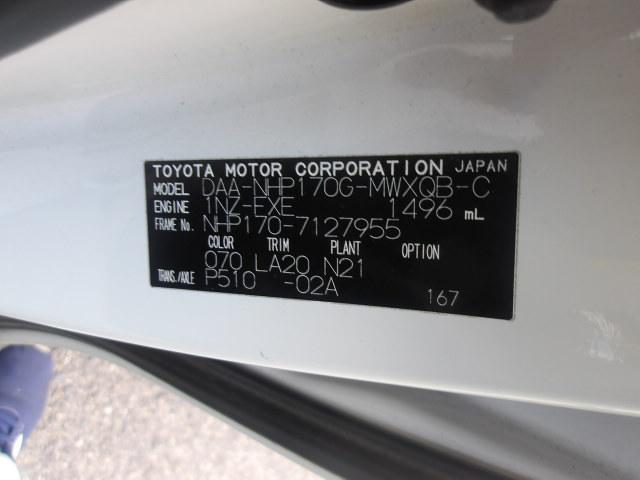 TOYOTA MOTOR CORPORATION JAPAN
MODEL DAA-NHP170G-MWXQB-C
ENGINE 1NZ-EXE 1496 mL
FRAME No. NHP170-7127955
COLOR TRIM PLANT OPTION
070 LA20 N21
TRANS./AXLE P510 -02A
167